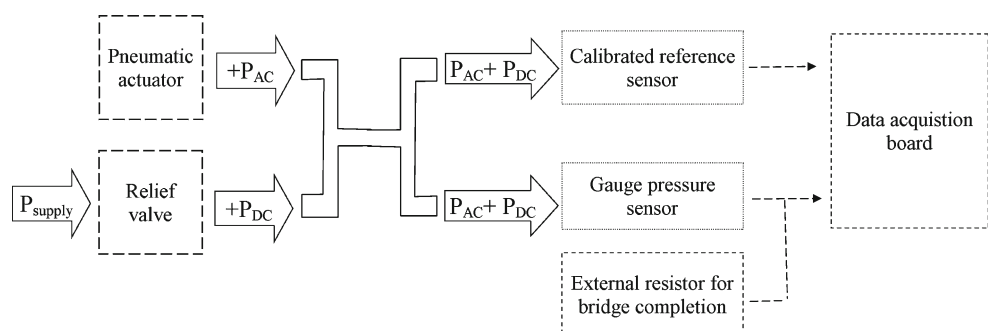 Pneumatic
actuator
+P_AC
P_AC+ P_DC
Calibrated reference
sensor
Data acquistion
board
P_supply
Relief
valve
+P_DC
P_AC+ P_DC
Gauge pressure
sensor
External resistor for
bridge completion